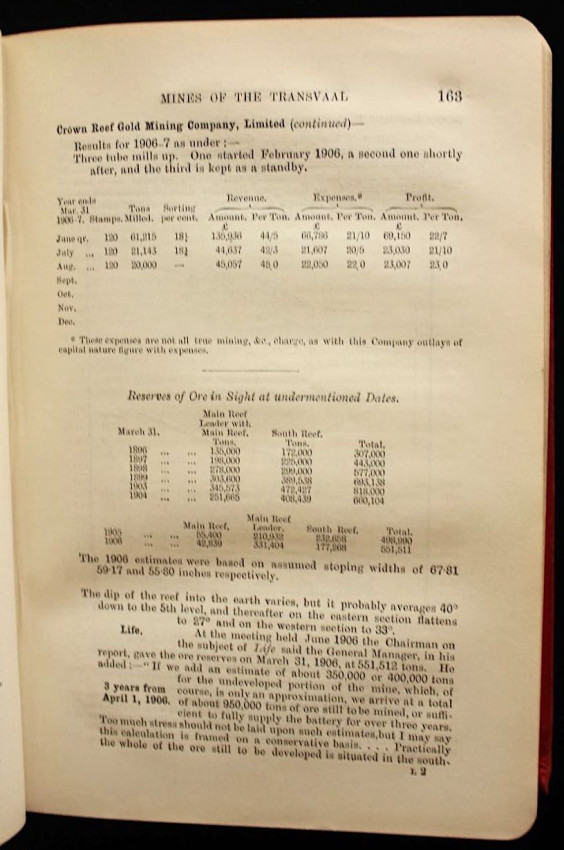 MINES OF THE TRANSVAAL 163
Crown Reef Gold Mining Company, Limited (continued)—
Results for 1906-7 as under :—
Three tube mills up. One started February 1906, a second one shortly
after, and the third is kept as a standby.
Year ends Revenue. Expenses.* Profit.
Mar. 31 Tons Sorting
1906-7. Stamps. Milled. per cent. Amount. Per Ton. Amount. Per Ton. Amount. Per Ton.
£ £ £
June qr. 120 61,215 18½ 135,936 44/5 66,786 21/10 69,150 22/7
July ... 120 21,143 18¾ 44,637 42/3 21,607 20/5 23,030 21/10
Aug. ... 120 20,000 — 45,057 45,0 22,050 22,0 23,007 23,0
Sept.
Oct.
Nov.
Dec.
* These expenses are not all true mining, &c., charge, as with this Company outlays of
capital nature figure with expenses.
Reserves of Ore in Sight at undermentioned Dates.
Main Reef
Leader with
March 31. Main Reef. South Reef.
Tons. Tons. Total.
1896 ... ... 135,000 172,000 307,000
1897 ... ... 198,000 225,000 443,000
1898 ... ... 278,000 299,000 577,000
1899 ... ... 303,600 389,538 693,138
1903 ... ... 345,573 472,427 818,000
1904 ... ... 251,665 408,439 660,104
Main Reef
Main Reef. Leader. South Reef. Total.
1905 ... ... 55,400 210,932 232,658 498,990
1906 ... ... 42,839 331,404 177,268 551,511
The 1906 estimates were based on assumed stoping widths of 67·81
59·17 and 55·80 inches respectively.
The dip of the reef into the earth varies, but it probably averages 40°
down to the 5th level, and thereafter on the eastern section flattens
to 27° and on the western section to 33°.
Life. At the meeting held June 1906 the Chairman on
the subject of Life said the General Manager, in his
report, gave the ore reserves on March 31, 1906, at 551,512 tons. He
added :—"If we add an estimate of about 350,000 or 400,000 tons
for the undeveloped portion of the mine, which, of
3 years from course, is only an approximation, we arrive at a total
April 1, 1906. of about 950,000 tons of ore still to be mined, or suffi-
cient to fully supply the battery for over three years.
Too much stress should not be laid upon such estimates, but I may say
this calculation is framed on a conservative basis. . . . Practically
the whole of the ore still to be developed is situated in the south-
L 2